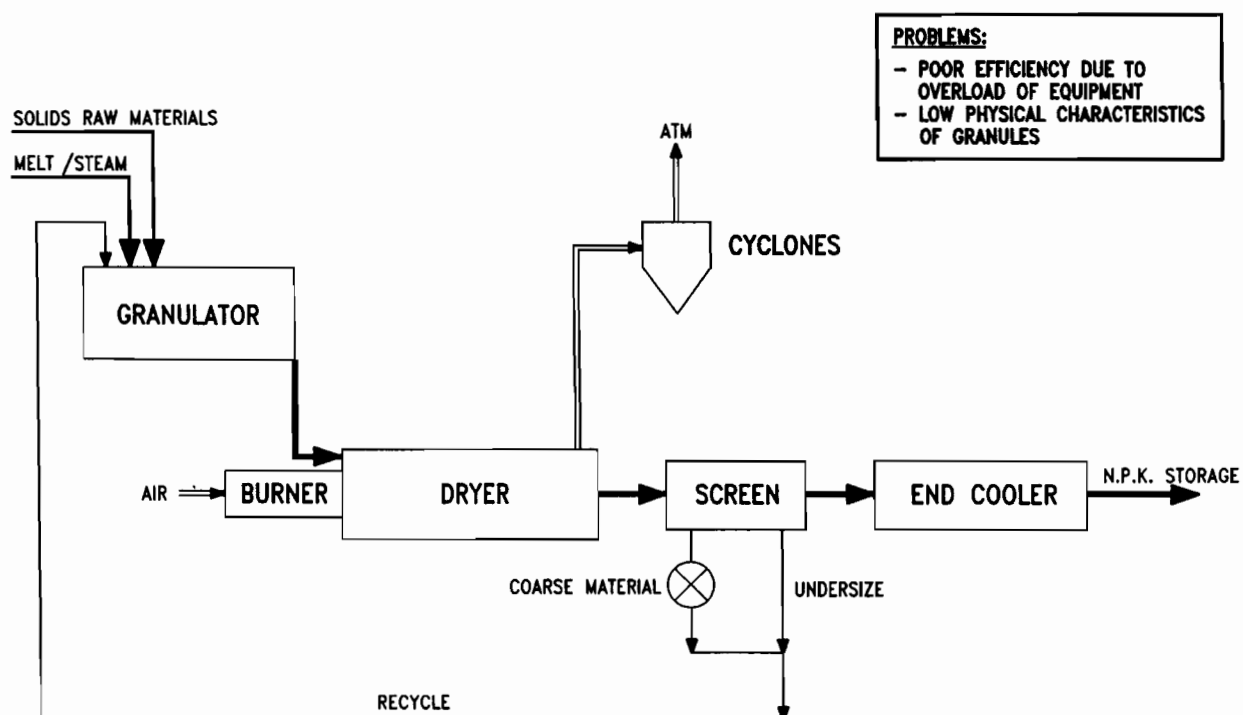 PROBLEMS:
- POOR EFFICIENCY DUE TO
OVERLOAD OF EQUIPMENT
- LOW PHYSICAL CHARACTERISTICS
OF GRANULES
SOLIDS RAW MATERIALS
MELT /STEAM
ATM
CYCLONES
GRANULATOR
AIR
BURNER
DRYER
SCREEN
END COOLER
N.P.K. STORAGE
COARSE MATERIAL
UNDERSIZE
RECYCLE